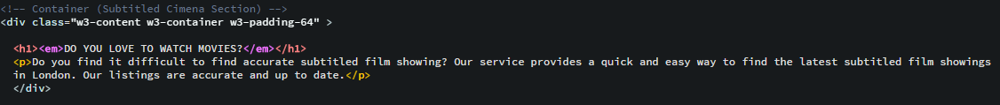 <!-- Container (Subtitled Cimena Section) -->
<div class="w3-content w3-container w3-padding-64" >
<h1><em>DO YOU LOVE TO WATCH MOVIES?</em></h1>
<p>Do you find it difficult to find accurate subtitled film showing? Our service provides a quick and easy way to find the latest subtitled film showings
in London. Our listings are accurate and up to date.</p>
</div>